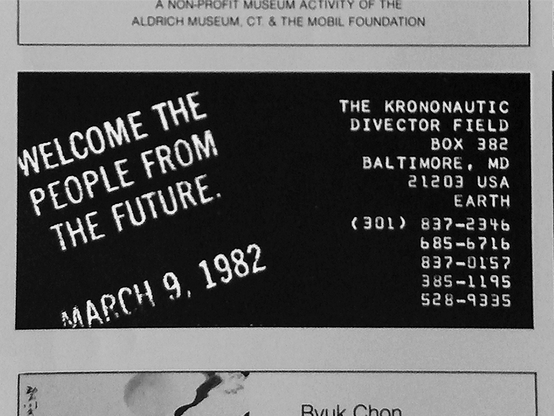 A NON-PROFIT MUSEUM ACTIVITY OF THE
ALDRICH MUSEUM, CT. & THE MOBIL FOUNDATION
WELCOME THE
PEOPLE FROM
THE FUTURE.
MARCH 9, 1982
THE KRONONAUTIC
DIVECTOR FIELD
BOX 382
BALTIMORE, MD
21203 USA
EARTH
(301) 837-2346
685-6716
837-0157
385-1195
528-9335
Ryuk Chon